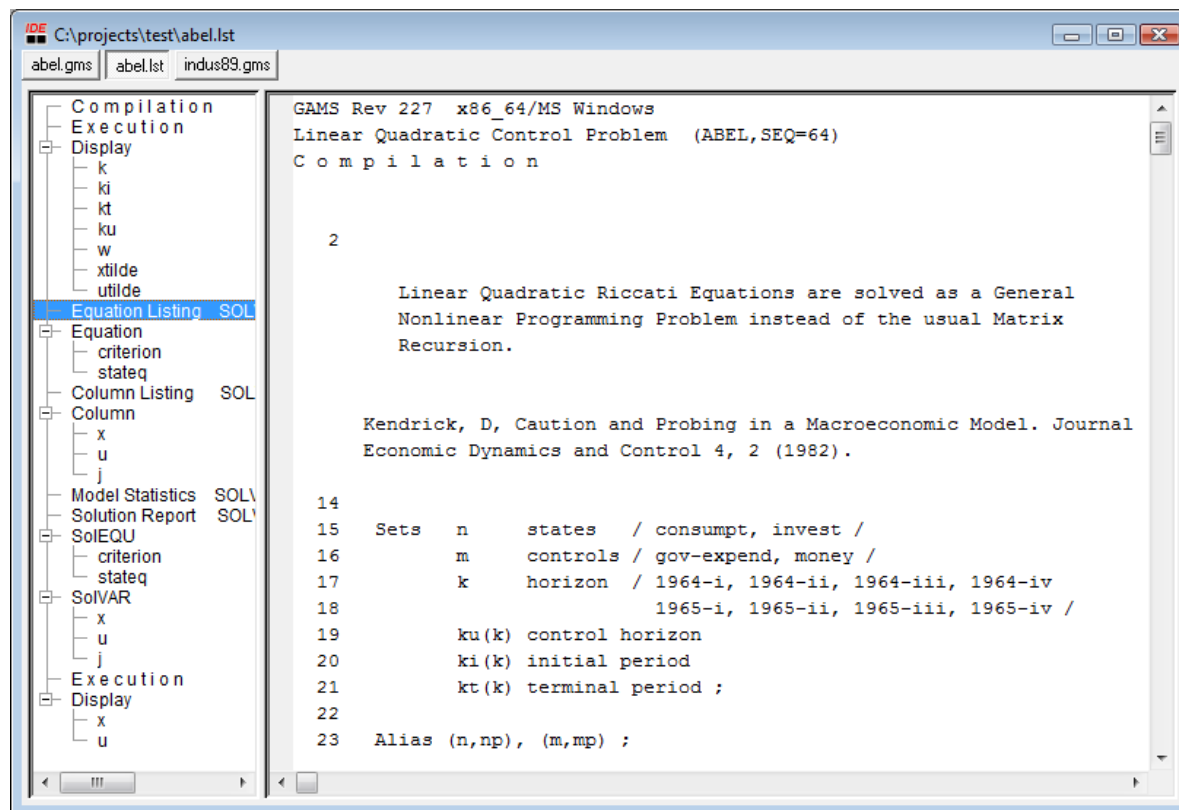 IDE C:\projects\test\abel.lst
abel.gms abel.lst indus89.gms
C o m p i l a t i o n
E x e c u t i o n
Display
k
ki
kt
ku
w
xtilde
utilde
Equation Listing SOL
Equation
criterion
stateq
Column Listing SOL
Column
x
u
j
Model Statistics SOL
Solution Report SOL
SolEQU
criterion
stateq
SolVAR
x
u
j
E x e c u t i o n
Display
x
u
GAMS Rev 227 x86_64/MS Windows
Linear Quadratic Control Problem (ABEL,SEQ=64)
C o m p i l a t i o n
2
Linear Quadratic Riccati Equations are solved as a General
Nonlinear Programming Problem instead of the usual Matrix
Recursion.
Kendrick, D, Caution and Probing in a Macroeconomic Model. Journal
Economic Dynamics and Control 4, 2 (1982).
14
15 Sets n states / consumpt, invest /
16 m controls / gov-expend, money /
17 k horizon / 1964-i, 1964-ii, 1964-iii, 1964-iv
18 1965-i, 1965-ii, 1965-iii, 1965-iv /
19 ku(k) control horizon
20 ki(k) initial period
21 kt(k) terminal period ;
22
23 Alias (n,np), (m,mp) ;